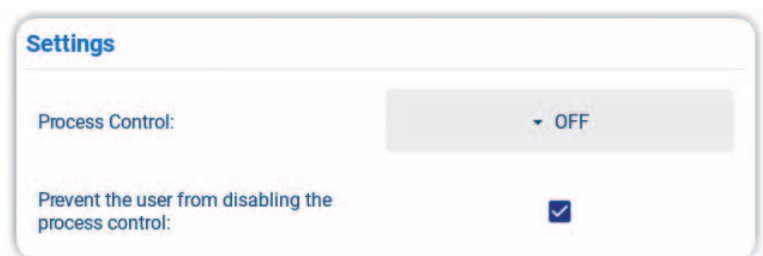 Settings
Process Control:
OFF
Prevent the user from disabling the
process control: